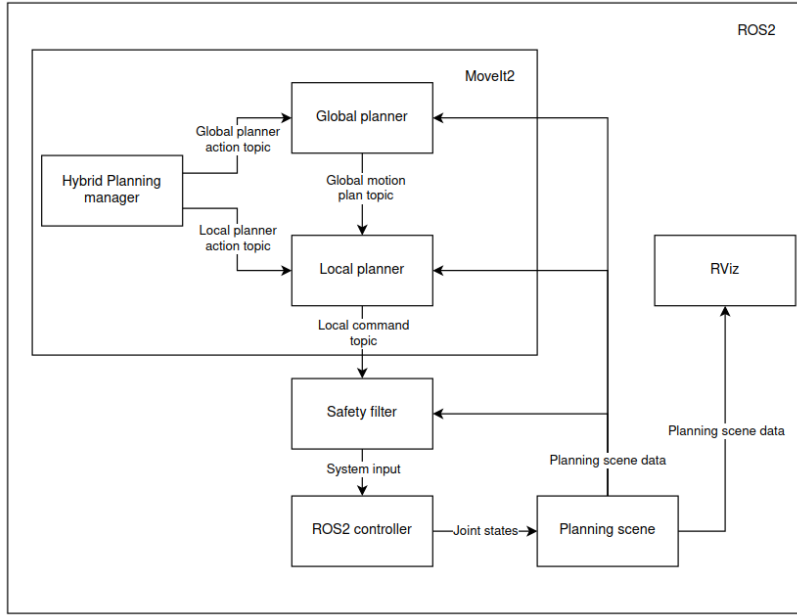 ROS2
MoveIt2
Global planner
Global planner
action topic
Hybrid Planning
manager
Global motion
plan topic
Local planner
action topic
Local planner
RViz
Local command
topic
Safety filter
Planning scene data
Planning scene data
System input
ROS2 controller
Joint states
Planning scene